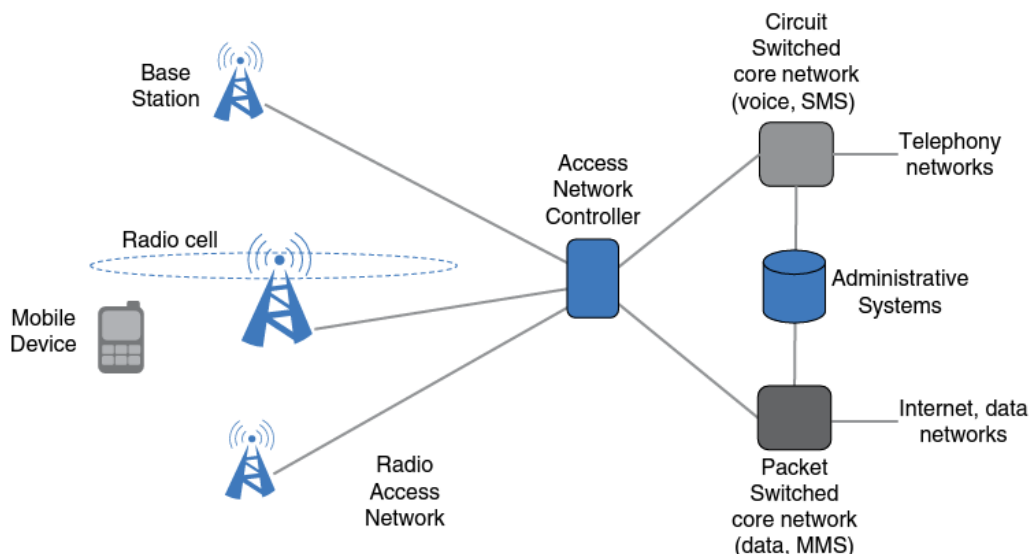 Base
Station
Circuit
Switched
core network
(voice, SMS)
Telephony
networks
Access
Network
Controller
Radio cell
Mobile
Device
Administrative
Systems
Radio
Access
Network
Internet, data
networks
Packet
Switched
core network
(data, MMS)